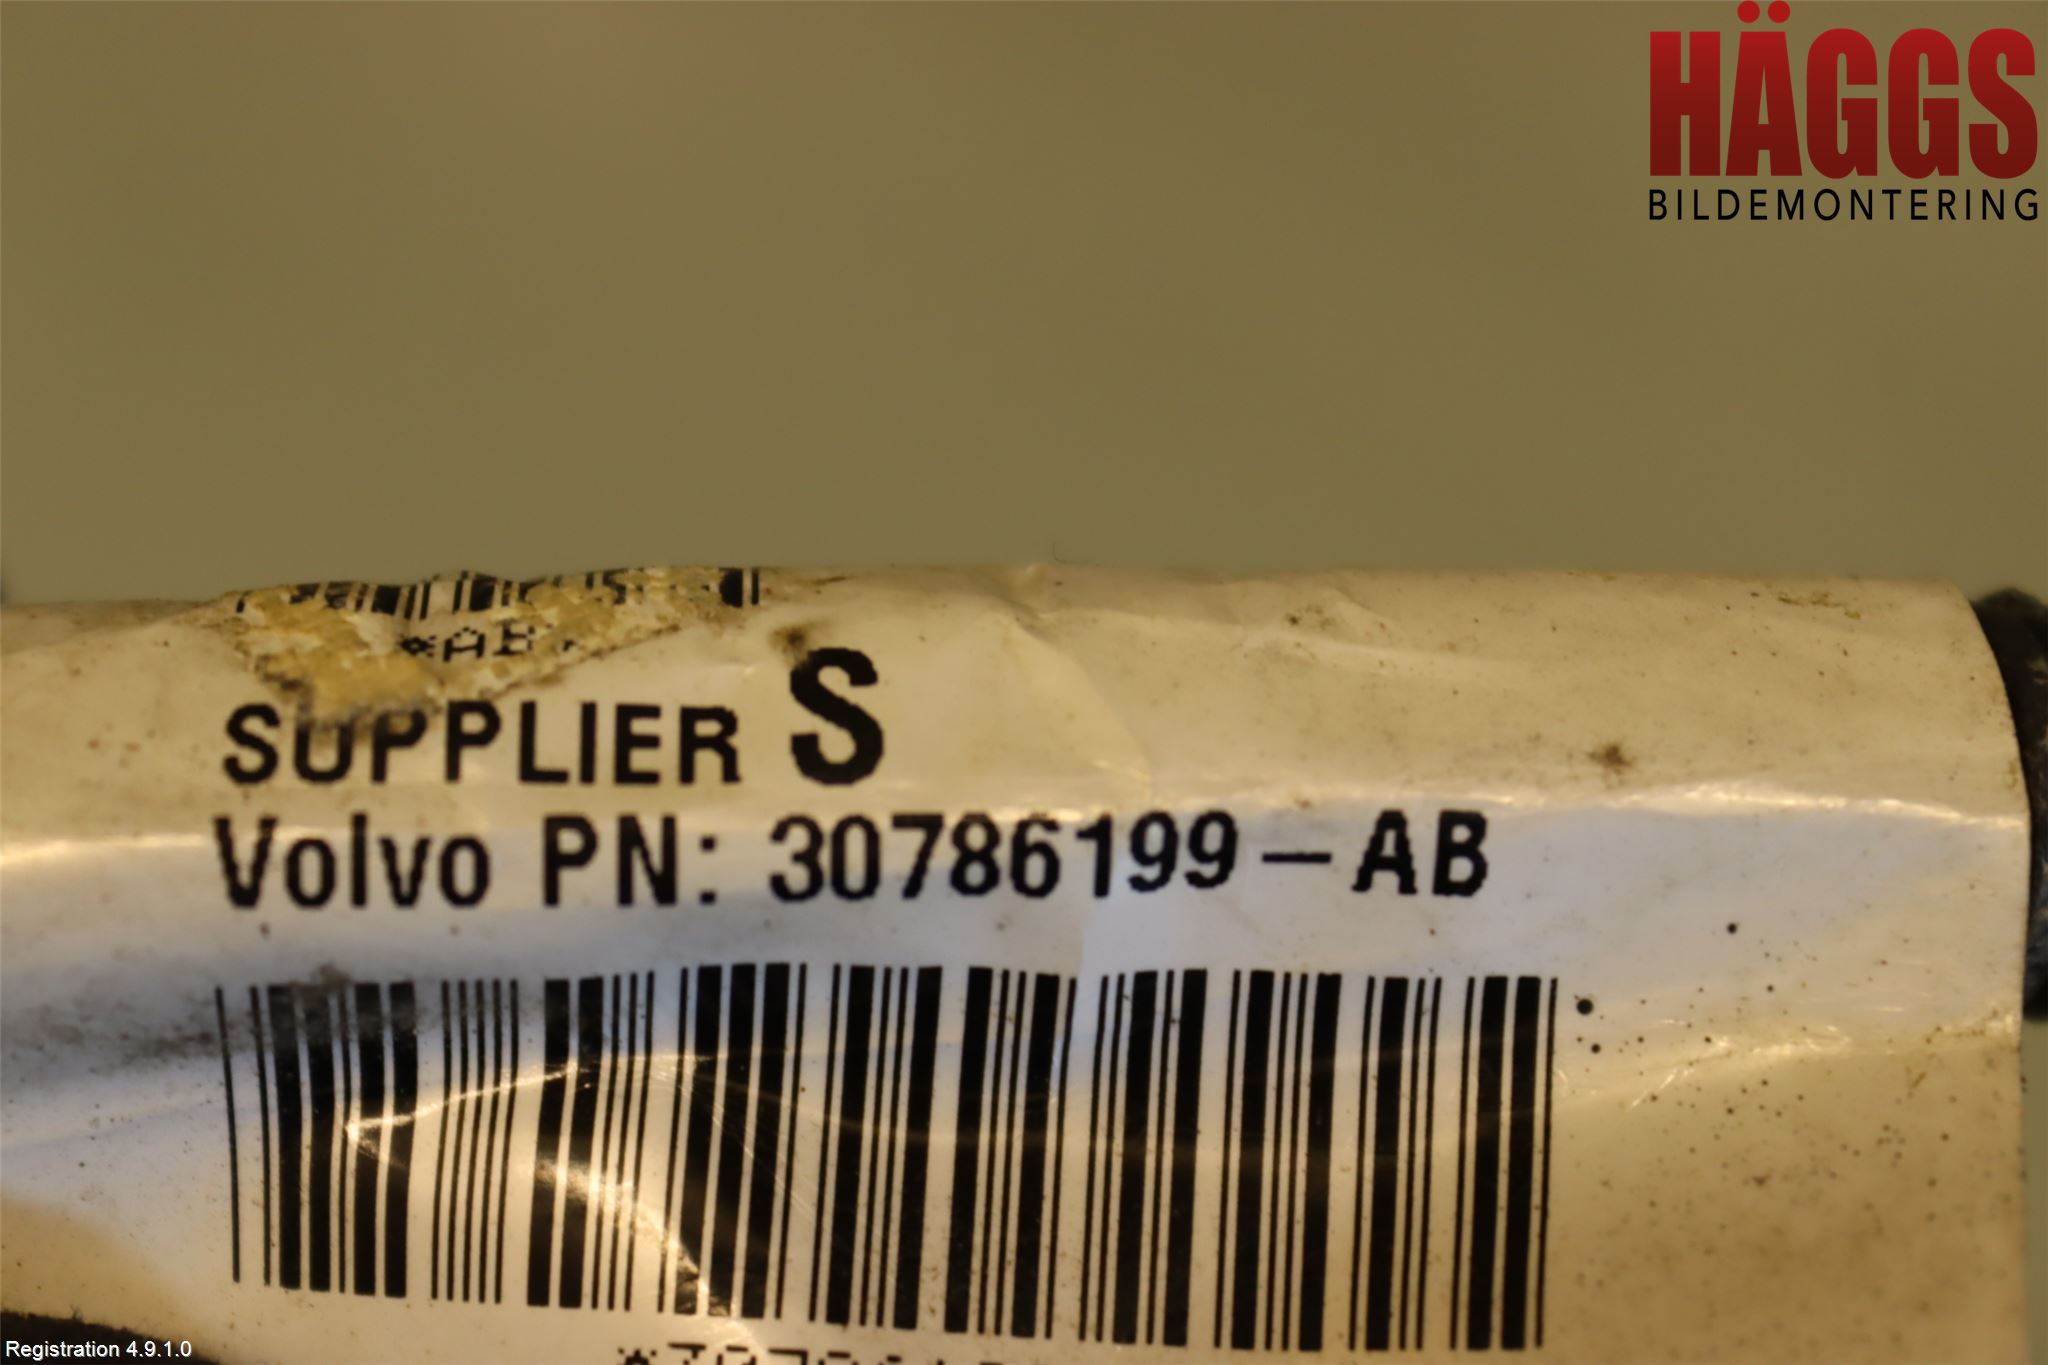 HÄGGS
BILDEMONTERING
*AB*
SUPPLIER S
Volvo PN: 30786199-AB
Registration 4.9.1.0